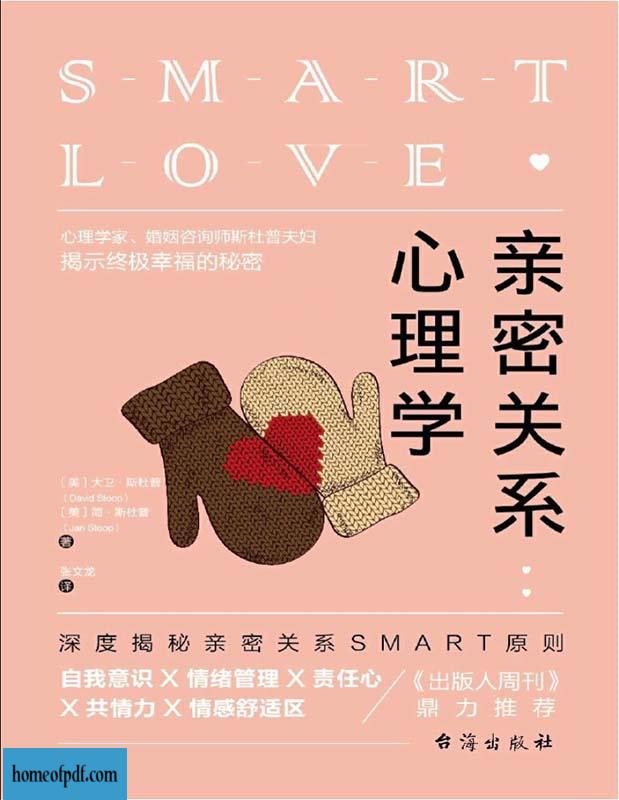 S-M-A-R-T
L-O-V-E
心理学家、婚姻咨询师斯杜普夫妇
揭示终极幸福的秘密
亲密关系
心理学
［美］大卫·斯杜普
（David Stoop）
［美］简·斯杜普
（Jan Stoop）
著
张文龙
译
深度揭秘亲密关系SMART原则
自我意识 X 情绪管理 X 责任心
X 共情力 X 情感舒适区
《出版人周刊》
鼎力推荐
台海出版社
homeofpdf.com